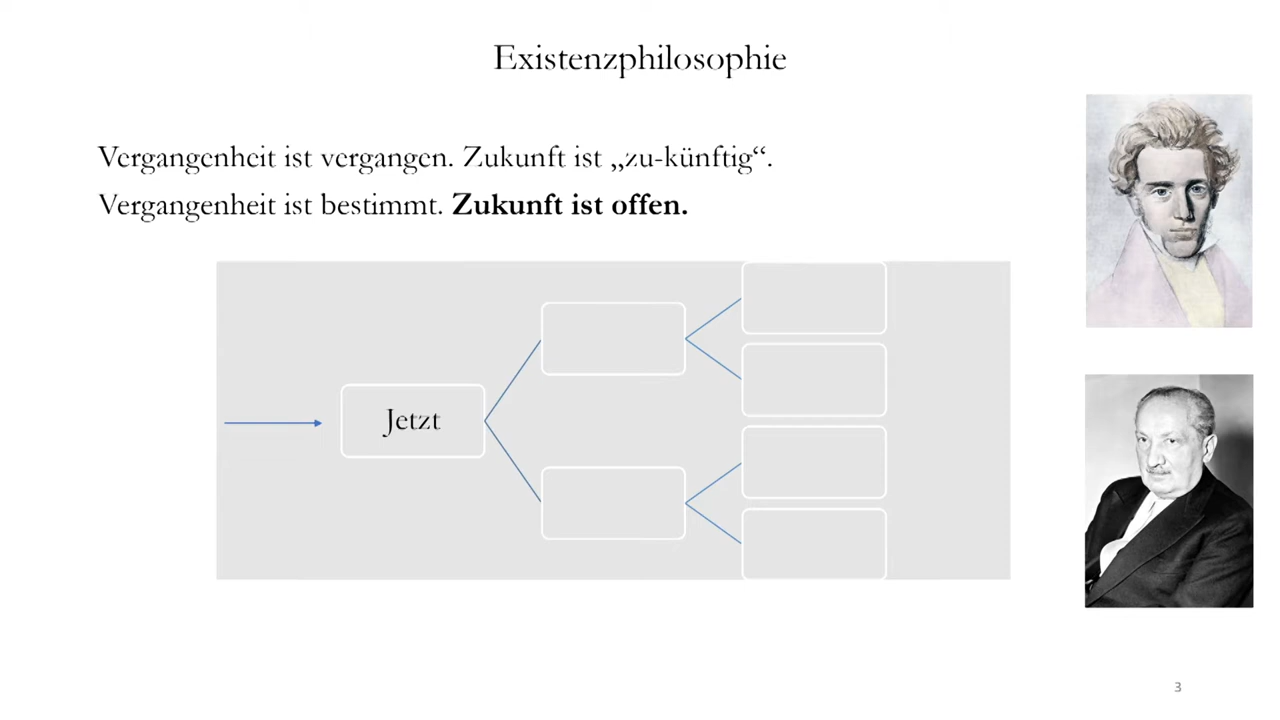 Existenzphilosophie
Vergangenheit ist vergangen. Zukunft ist „zu-künftig“.
Vergangenheit ist bestimmt. Zukunft ist offen.
Jetzt
3